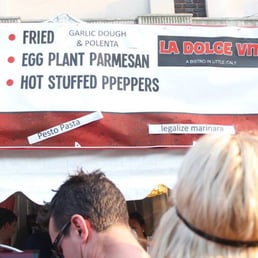 FRIED GARLIC DOUGH
& POLENTA
EGG PLANT PARMESAN
HOT STUFFED PPEPPERS
LA DOLCE VIT
A BISTRO IN LITTLE ITALY
Pesto Pasta
legalize marinara